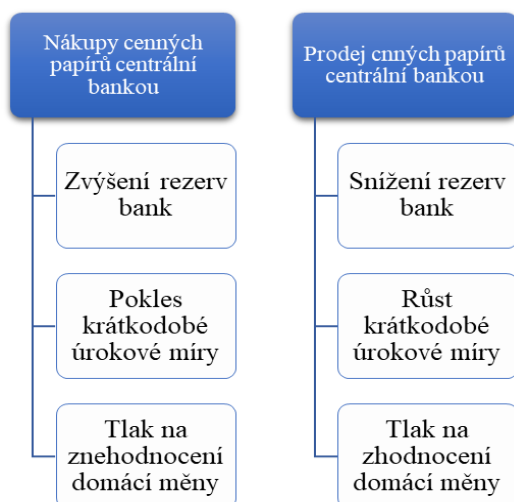 Nákupy cenných
papírů centrální
bankou
Zvýšení rezerv
bank
Pokles
krátkodobé
úrokové míry
Tlak na
znehodnocení
domácí měny
Prodej cnných papírů
centrální bankou
Snížení rezerv
bank
Růst
krátkodobé
úrokové míry
Tlak na
zhodnocení
domácí měny